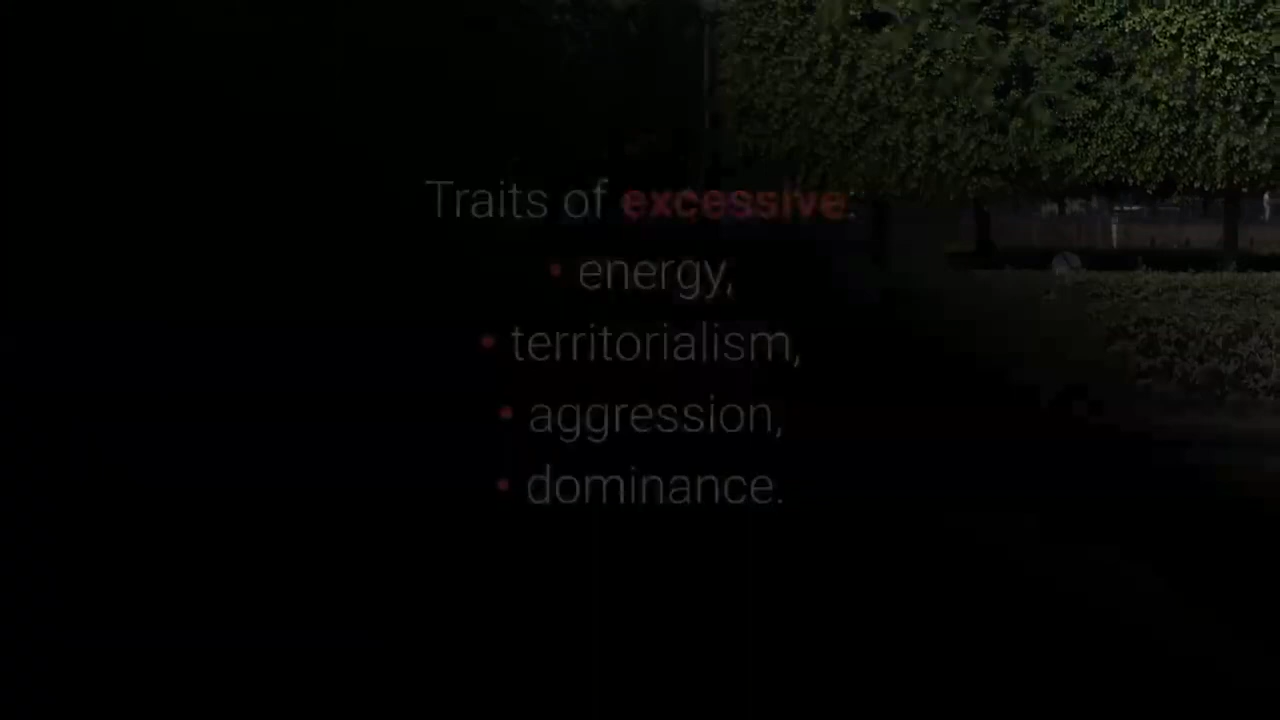 Traits of excessive:
• energy,
• territorialism,
• aggression,
• dominance.